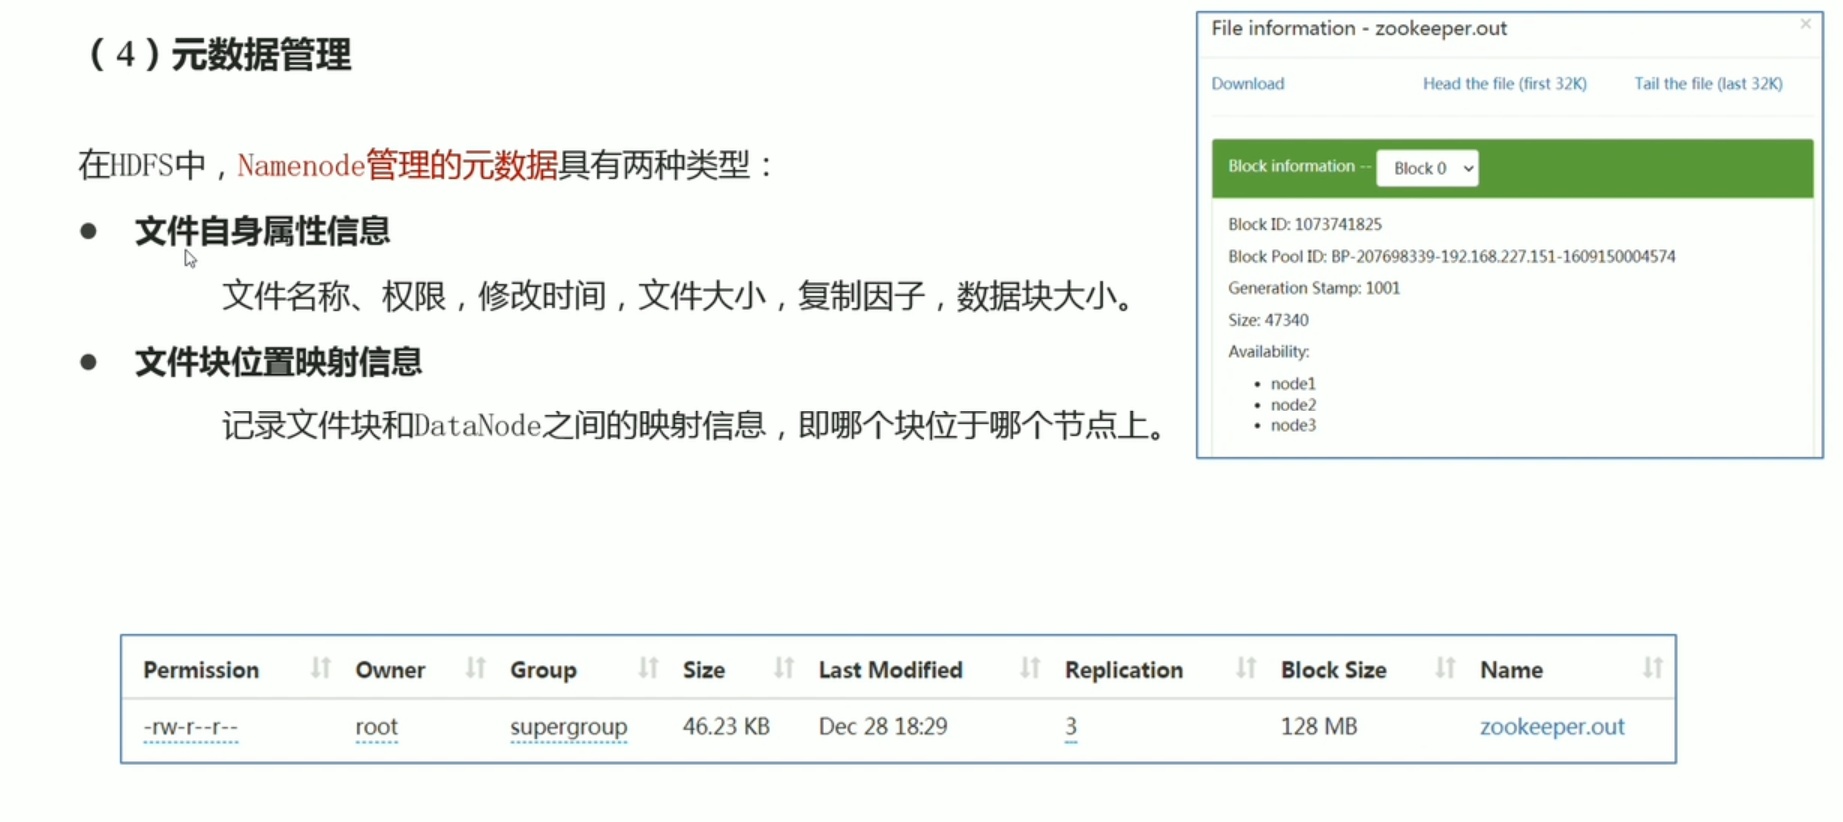 （4）元数据管理
在HDFS中，Namenode管理的元数据具有两种类型：
● 文件自身属性信息
文件名称、权限，修改时间，文件大小，复制因子，数据块大小。
● 文件块位置映射信息
记录文件块和DataNode之间的映射信息，即哪个块位于哪个节点上。
File information - zookeeper.out ×
Download Head the file (first 32K) Tail the file (last 32K)
Block information -- Block 0
Block ID: 1073741825
Block Pool ID: BP-207698339-192.168.227.151-1609150004574
Generation Stamp: 1001
Size: 47340
Availability:
• node1
• node2
• node3
Permission Owner Group Size Last Modified Replication Block Size Name
-rw-r--r-- root supergroup 46.23 KB Dec 28 18:29 3 128 MB zookeeper.out